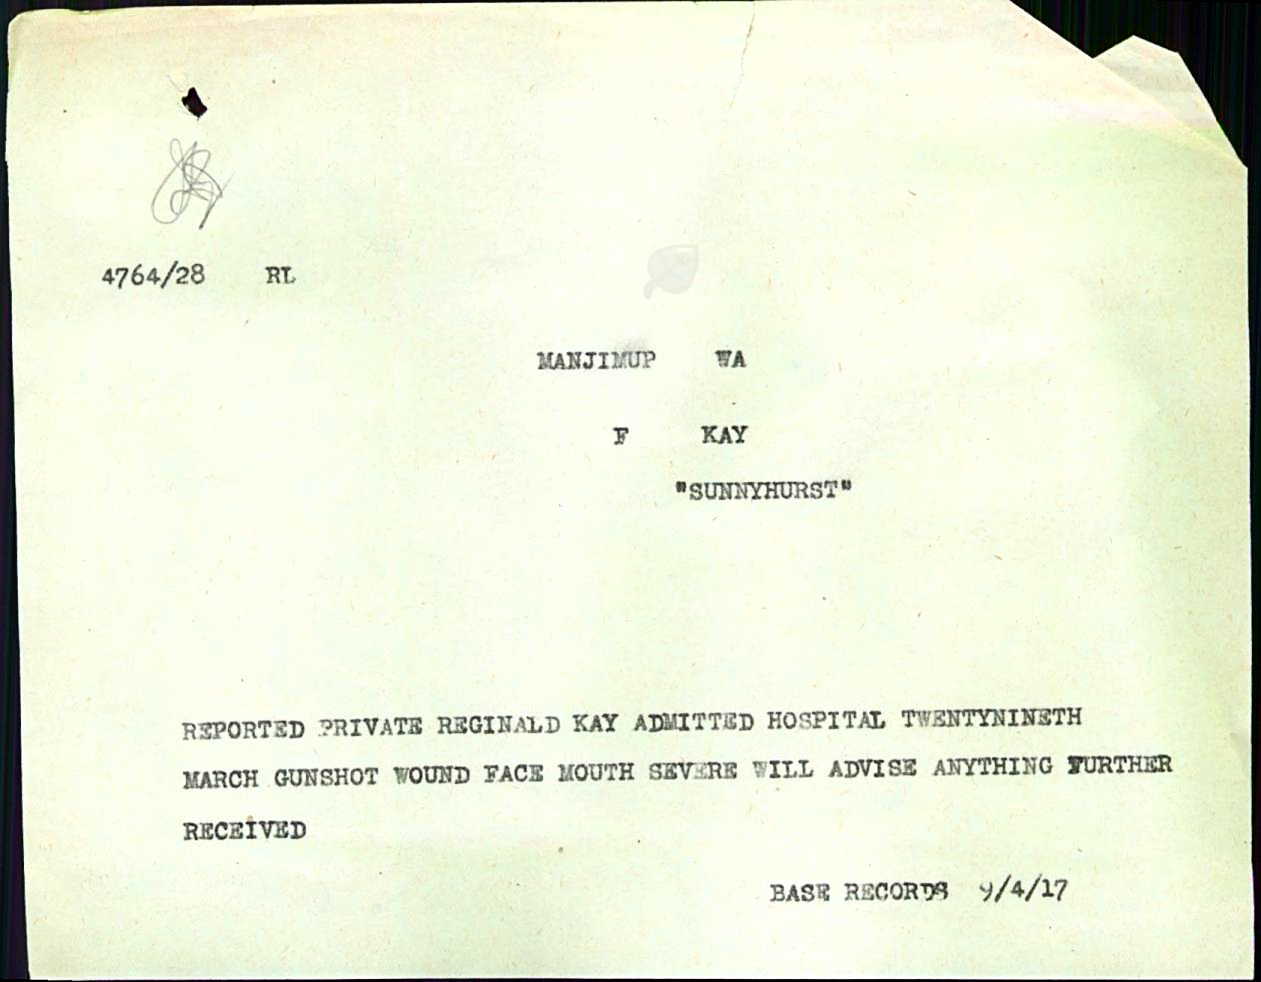 4764/28 RL
MANJIMUP WA
F KAY
"SUNNYHURST"
REPORTED PRIVATE REGINALD KAY ADMITTED HOSPITAL TWENTYNINETH
MARCH GUNSHOT WOUND FACE MOUTH SEVERE WILL ADVISE ANYTHING FURTHER
RECEIVED
BASE RECORDS 9/4/17